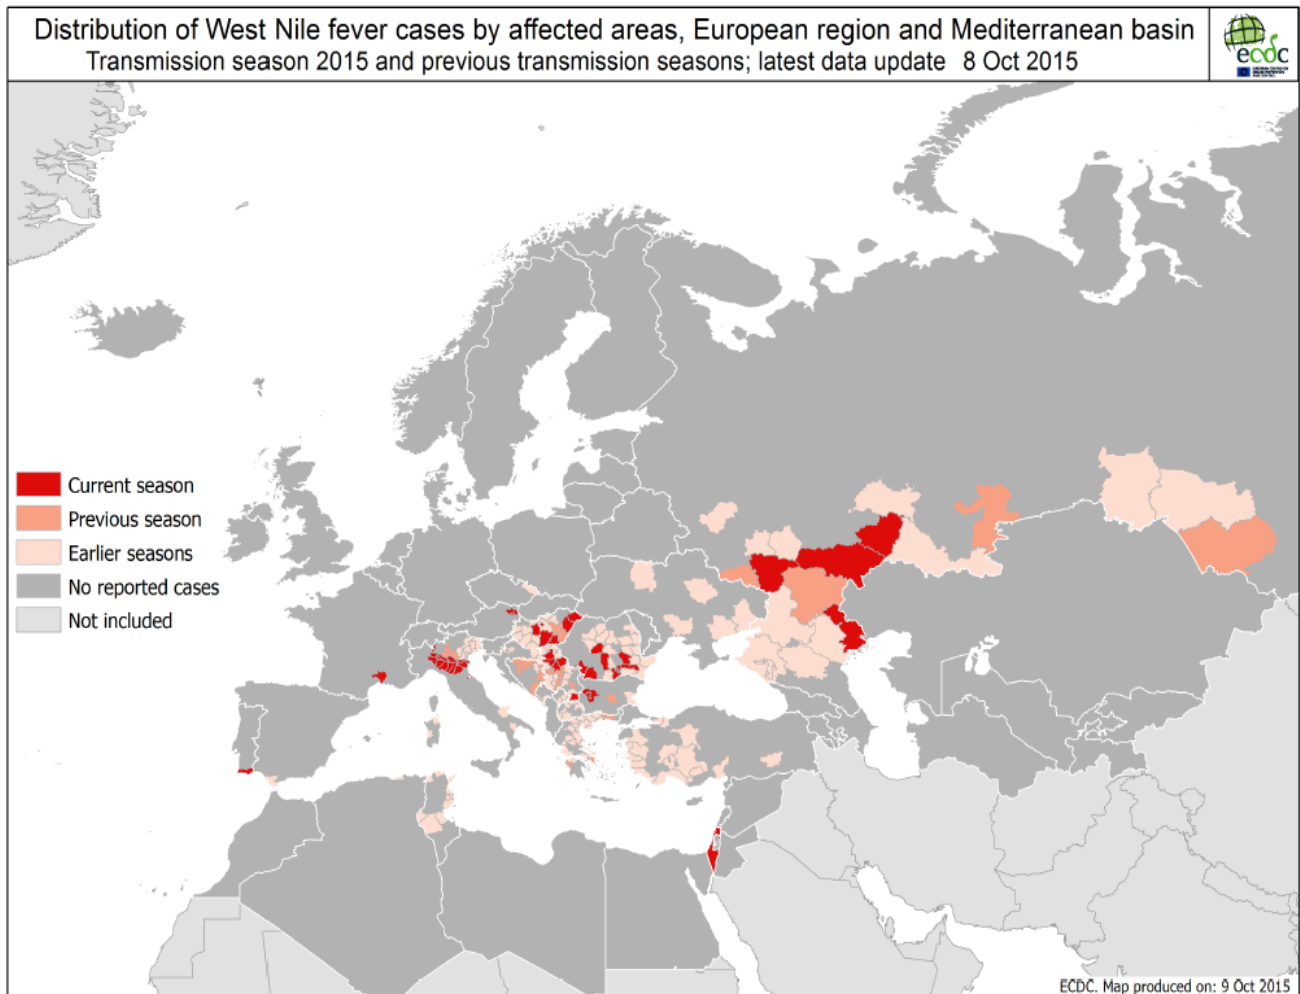 Distribution of West Nile fever cases by affected areas, European region and Mediterranean basin
Transmission season 2015 and previous transmission seasons; latest data update 8 Oct 2015
ecdc
Current season
Previous season
Earlier seasons
No reported cases
Not included
ECDC. Map produced on: 9 Oct 2015